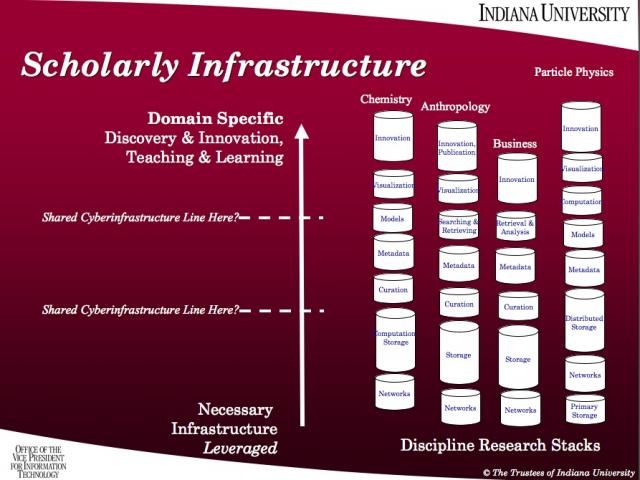 INDIANA UNIVERSITY
Scholarly Infrastructure
Particle Physics
Chemistry
Anthropology
Business
Domain Specific
Discovery & Innovation,
Teaching & Learning
Shared Cyberinfrastructure Line Here?
Shared Cyberinfrastructure Line Here?
Necessary
Infrastructure
Leveraged
Innovation
Visualization
Models
Metadata
Curation
Computation
Storage
Networks
Innovation,
Publication
Visualization
Searching &
Retrieving
Metadata
Curation
Storage
Networks
Innovation
Retrieval &
Analysis
Metadata
Curation
Storage
Networks
Innovation
Visualization
Computation
Models
Metadata
Distributed
Storage
Networks
Primary
Storage
Discipline Research Stacks
OFFICE OF THE
VICE PRESIDENT
FOR INFORMATION
TECHNOLOGY
© The Trustees of Indiana University